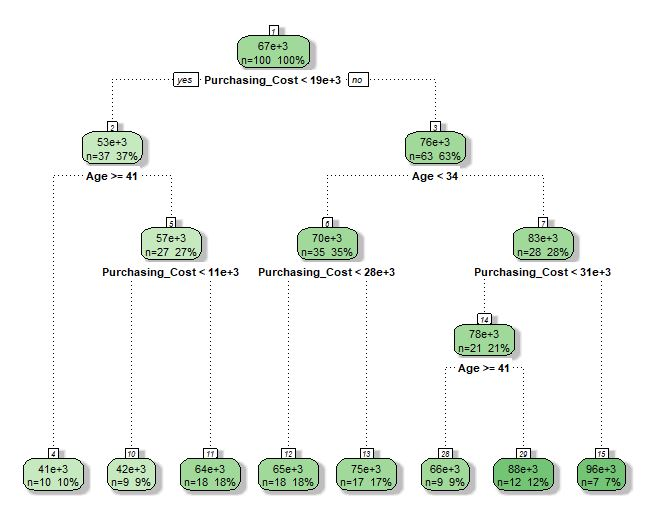 1
67e+3
n=100 100%
yes Purchasing_Cost < 19e+3 no
2 3
53e+3 76e+3
n=37 37% n=63 63%
Age >= 41 Age < 34
5 6 7
57e+3 70e+3 83e+3
n=27 27% n=35 35% n=28 28%
Purchasing_Cost < 11e+3 Purchasing_Cost < 28e+3 Purchasing_Cost < 31e+3
14
78e+3
n=21 21%
Age >= 41
4 10 11 12 13 28 29 15
41e+3 42e+3 64e+3 65e+3 75e+3 66e+3 88e+3 96e+3
n=10 10% n=9 9% n=18 18% n=18 18% n=17 17% n=9 9% n=12 12% n=7 7%